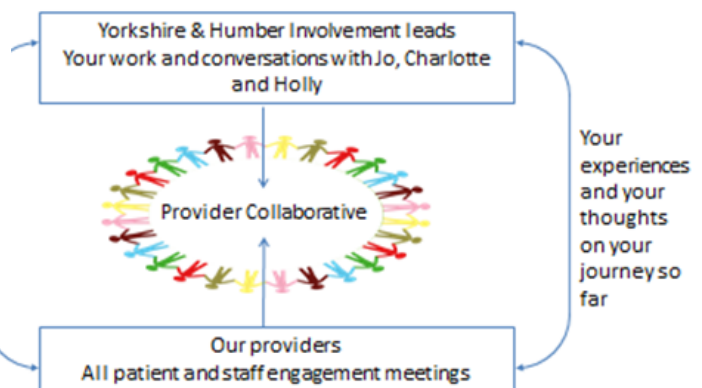 Yorkshire & Humber Involvement leads
Your work and conversations with Jo, Charlotte
and Holly
Provider Collaborative
Your
experiences
and your
thoughts
on your
journey so
far
Our providers
All patient and staff engagement meetings